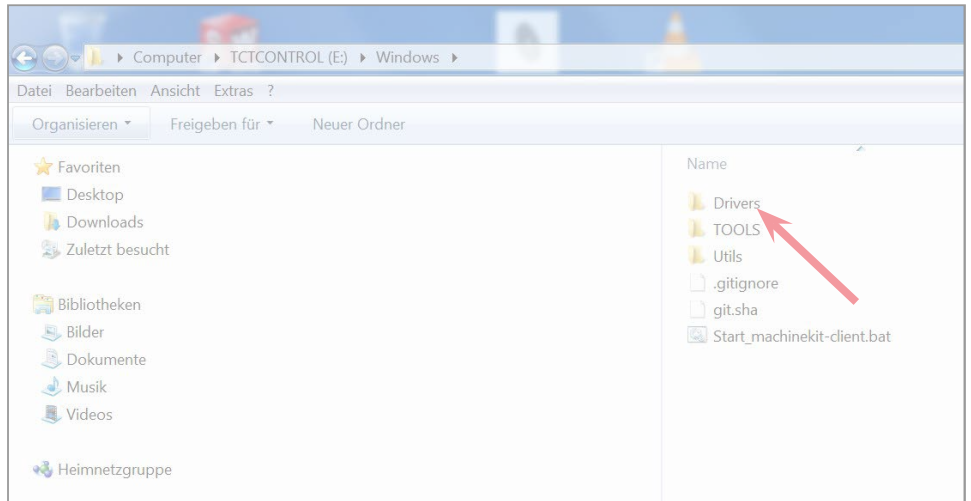 Computer ▸ TCTCONTROL (E:) ▸ Windows ▸
Datei Bearbeiten Ansicht Extras ?
Organisieren Freigeben für Neuer Ordner
Favoriten
Desktop
Downloads
Zuletzt besucht
Bibliotheken
Bilder
Dokumente
Musik
Videos
Heimnetzgruppe
Name
Drivers
TOOLS
Utils
.gitignore
git.sha
Start_machinekit-client.bat